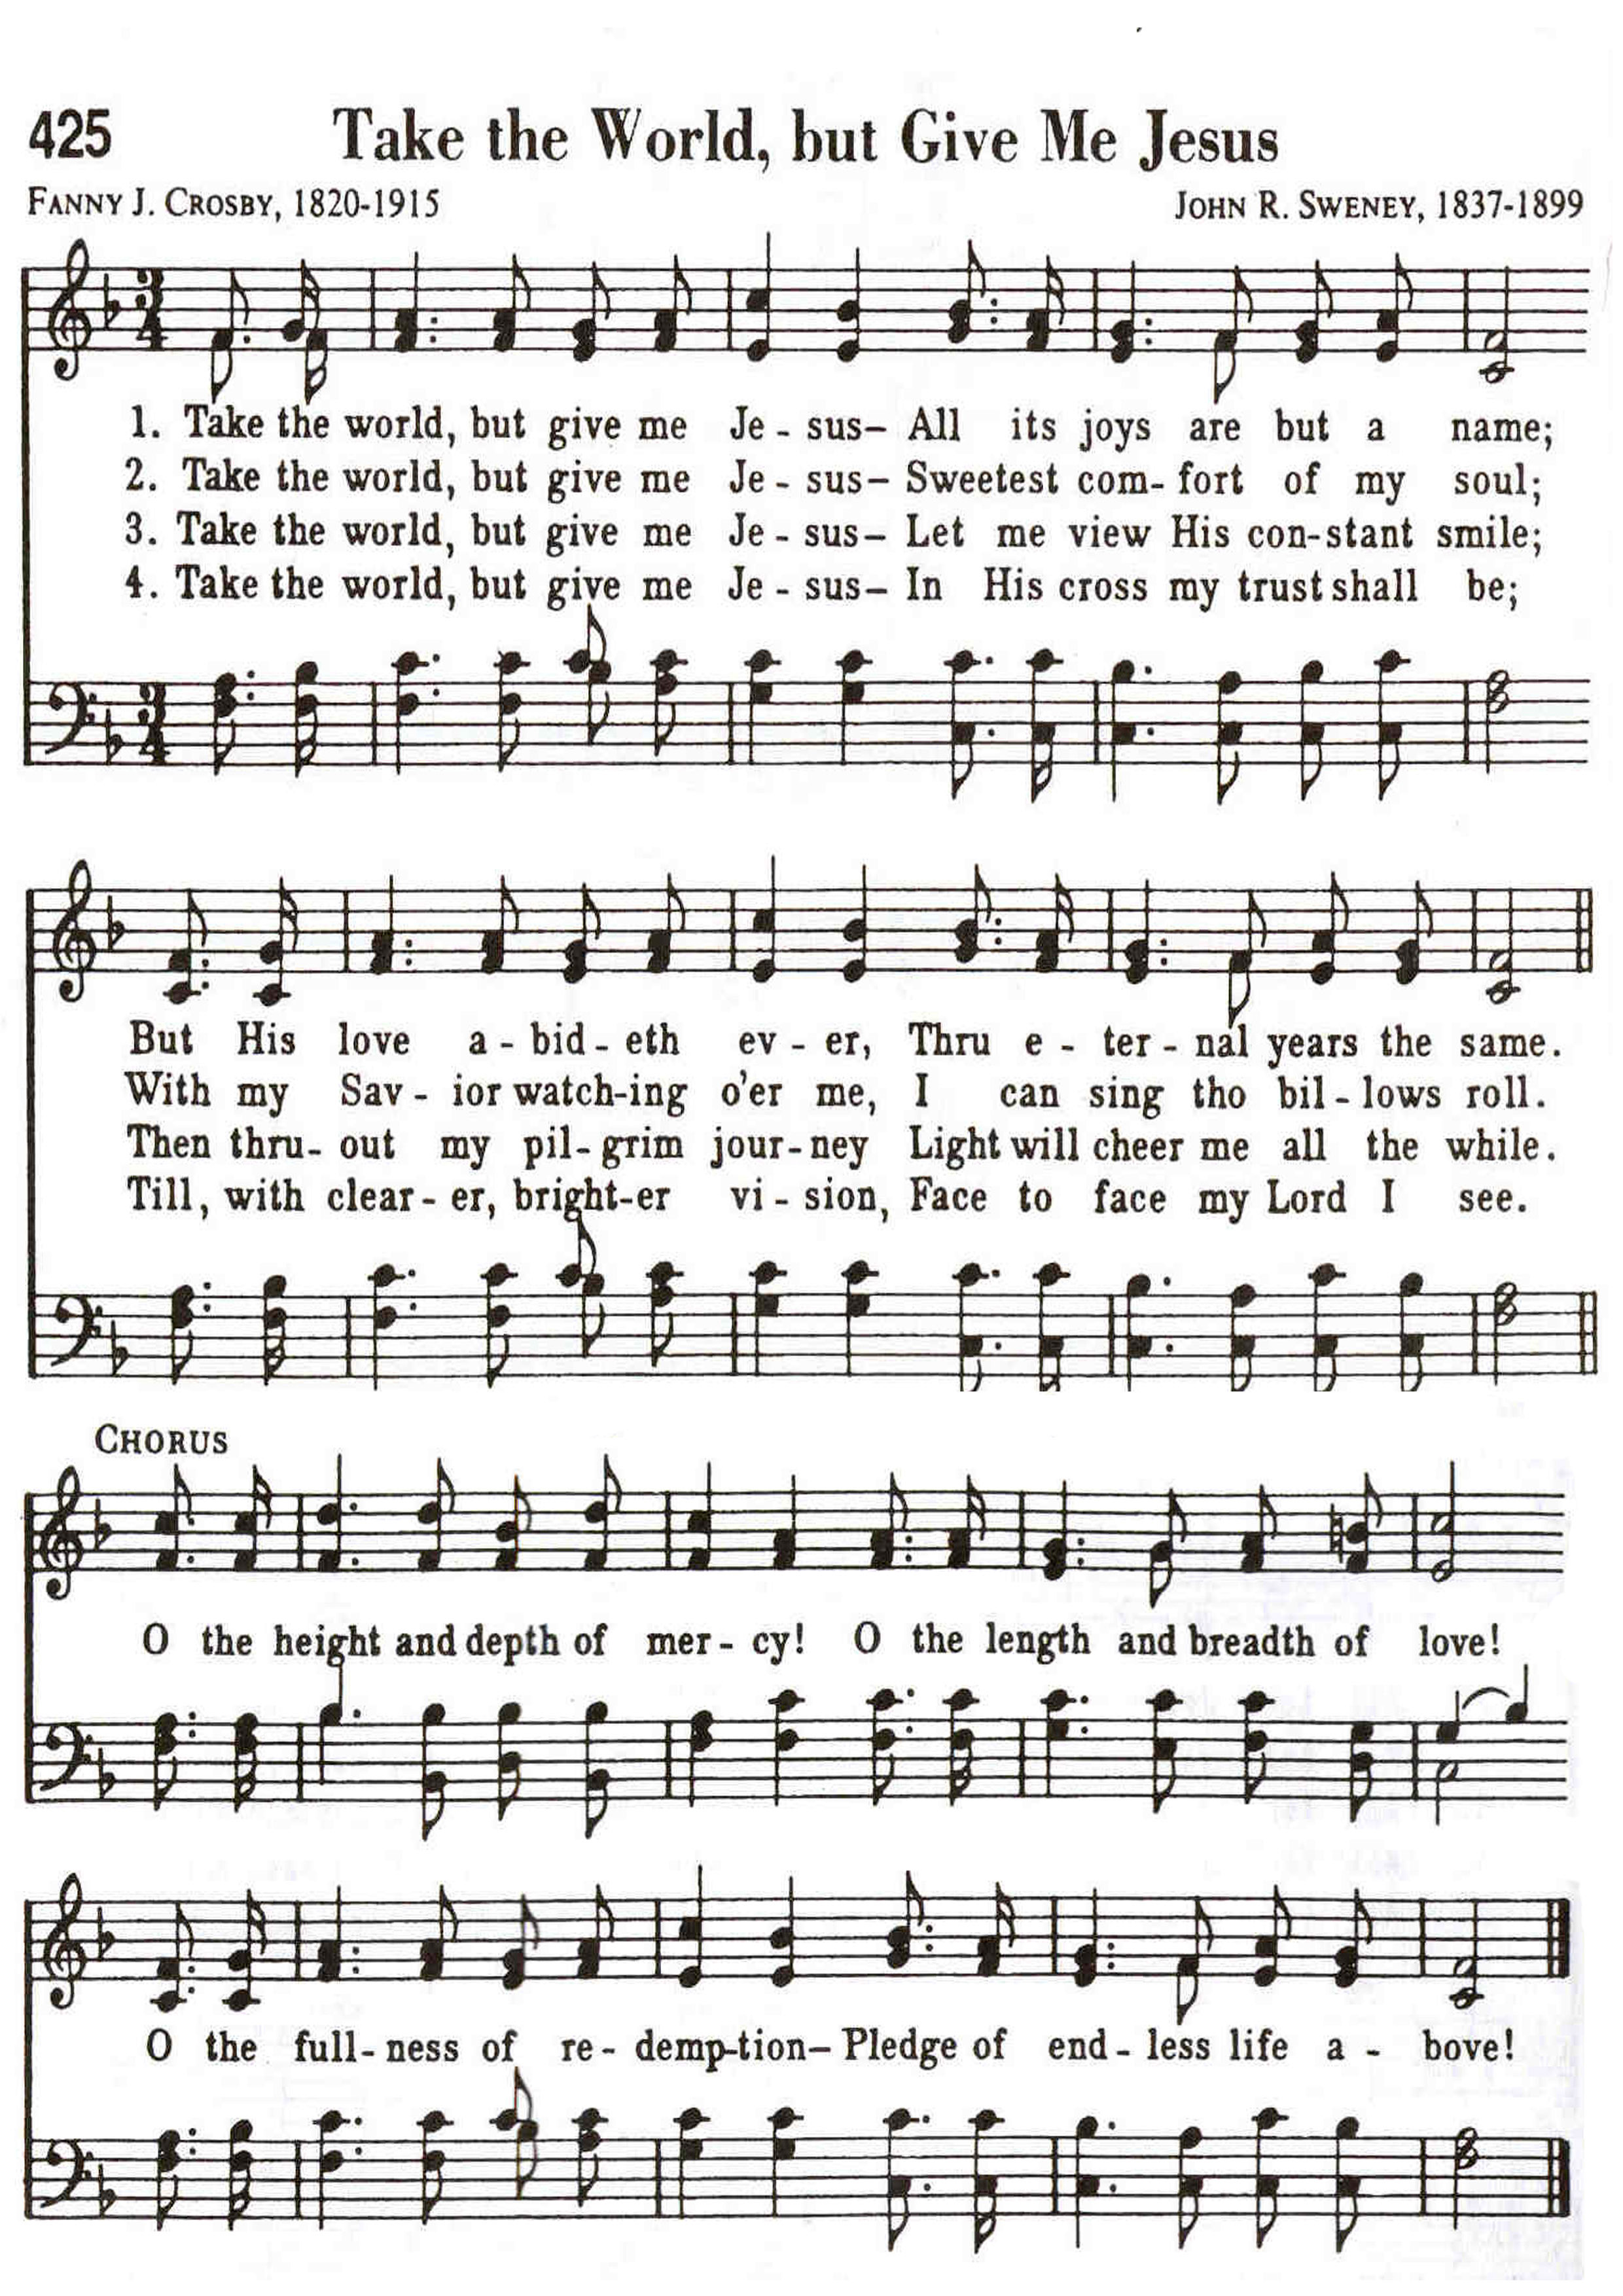 425 Take the World, but Give Me Jesus
FANNY J. CROSBY, 1820-1915 JOHN R. SWENEY, 1837-1899
1. Take the world, but give me Je - sus– All its joys are but a name;
2. Take the world, but give me Je - sus– Sweetest com- fort of my soul;
3. Take the world, but give me Je - sus– Let me view His con-stant smile;
4. Take the world, but give me Je - sus– In His cross my trust shall be;
But His love a - bid - eth ev - er, Thru e - ter - nal years the same.
With my Sav - ior watch-ing o'er me, I can sing tho bil - lows roll.
Then thru- out my pil- grim jour - ney Light will cheer me all the while.
Till, with clear - er, bright-er vi - sion, Face to face my Lord I see.
CHORUS
O the height and depth of mer - cy! O the length and breadth of love!
O the full- ness of re - demp-tion– Pledge of end - less life a - bove!